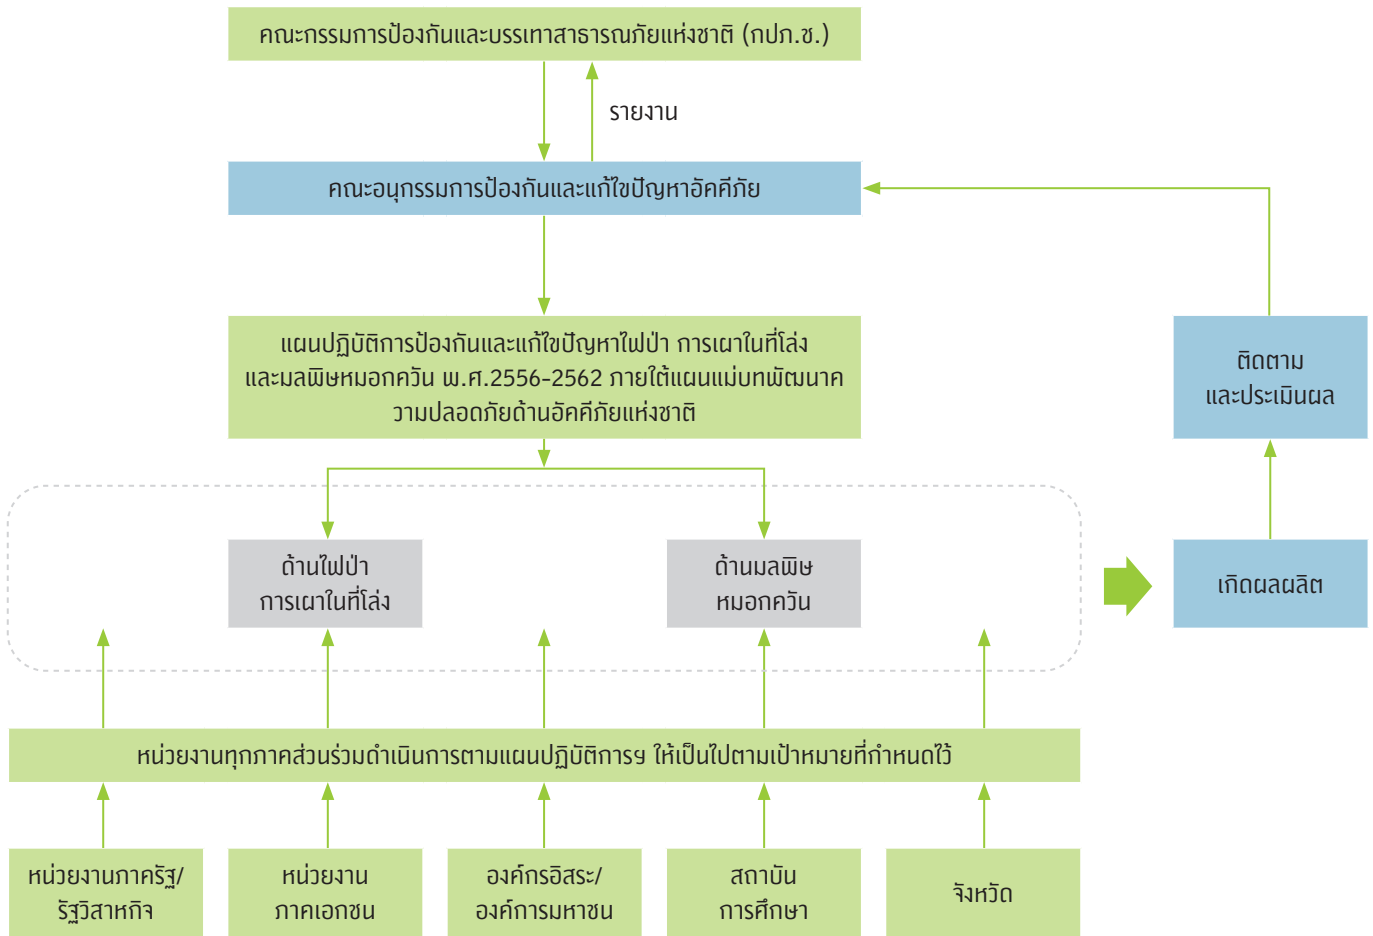 คณะกรรมการป้องกันและบรรเทาสาธารณภัยแห่งชาติ (กปภ.ช.)
รายงาน
คณะอนุกรรมการป้องกันและแก้ไขปัญหาอัคคีภัย
แผนปฏิบัติการป้องกันและแก้ไขปัญหาไฟป่า การเผาในที่โล่ง
และมลพิษหมอกควัน พ.ศ.2556-2562 ภายใต้แผนแม่บทพัฒนาค
วามปลอดภัยด้านอัคคีภัยแห่งชาติ
ติดตาม
และประเมินผล
ด้านไฟป่า
การเผาในที่โล่ง
ด้านมลพิษ
หมอกควัน
เกิดผลผลิต
หน่วยงานทุกภาคส่วนร่วมดำเนินการตามแผนปฏิบัติการฯ ให้เป็นไปตามเป้าหมายที่กำหนดไว้
หน่วยงานภาครัฐ/
รัฐวิสาหกิจ
หน่วยงาน
ภาคเอกชน
องค์กรอิสระ/
องค์การมหาชน
สถาบัน
การศึกษา
จังหวัด